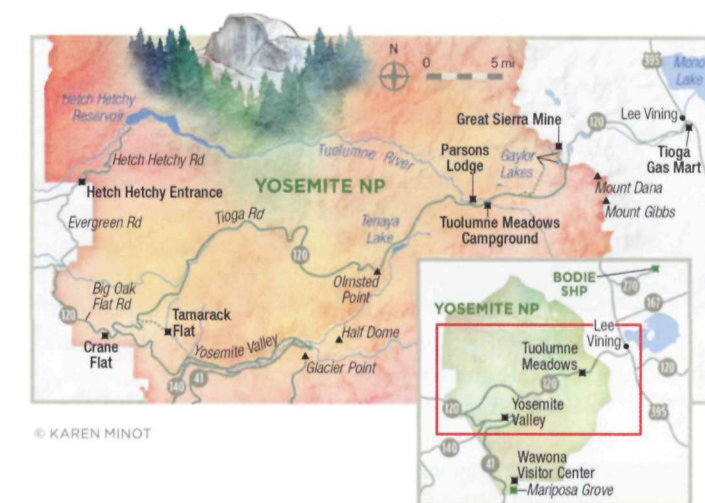 N
0 5 mi
395
Mono
Lake
Hetch Hetchy
Reservoir
Great Sierra Mine
120
Lee Vining
Tioga
Gas Mart
Hetch Hetchy Rd
Tuolumne River
Parsons
Lodge
Gaylor
Lakes
Hetch Hetchy Entrance
YOSEMITE NP
Mount Dana
Mount Gibbs
Evergreen Rd
Tioga Rd
Tenaya
Lake
Tuolumne Meadows
Campground
120
Olmsted
Point
Big Oak
Flat Rd
120
Tamarack
Flat
Crane
Flat
Yosemite Valley
Half Dome
Glacier Point
140
41
BODIE
SHP
270
167
YOSEMITE NP
Lee
Vining
Tuolumne
Meadows
120
120
120
Yosemite
Valley
395
140
41
Wawona
Visitor Center
Mariposa Grove
© KAREN MINOT